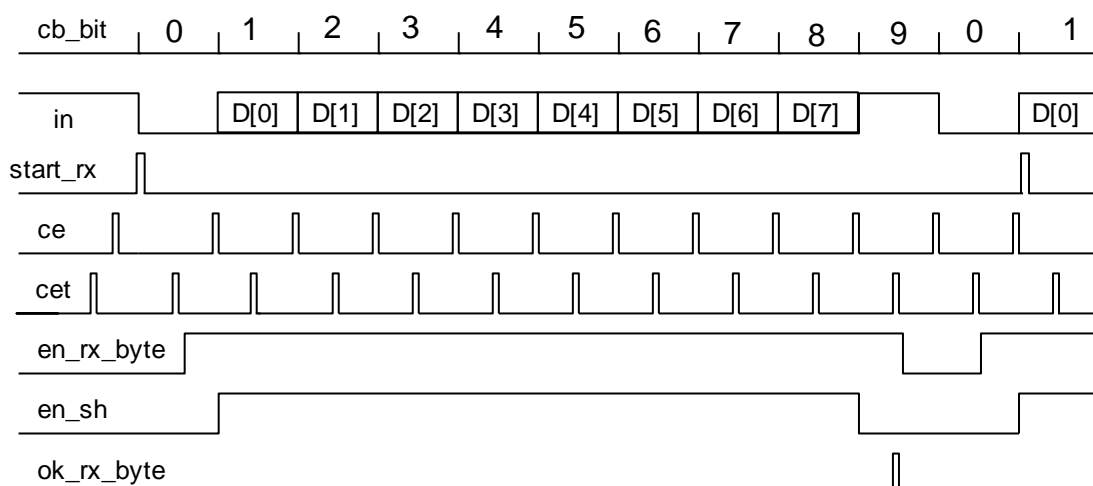 cb_bit 0 1 2 3 4 5 6 7 8 9 0 1
in D[0] D[1] D[2] D[3] D[4] D[5] D[6] D[7] D[0]
start_rx
ce
cet
en_rx_byte
en_sh
ok_rx_byte